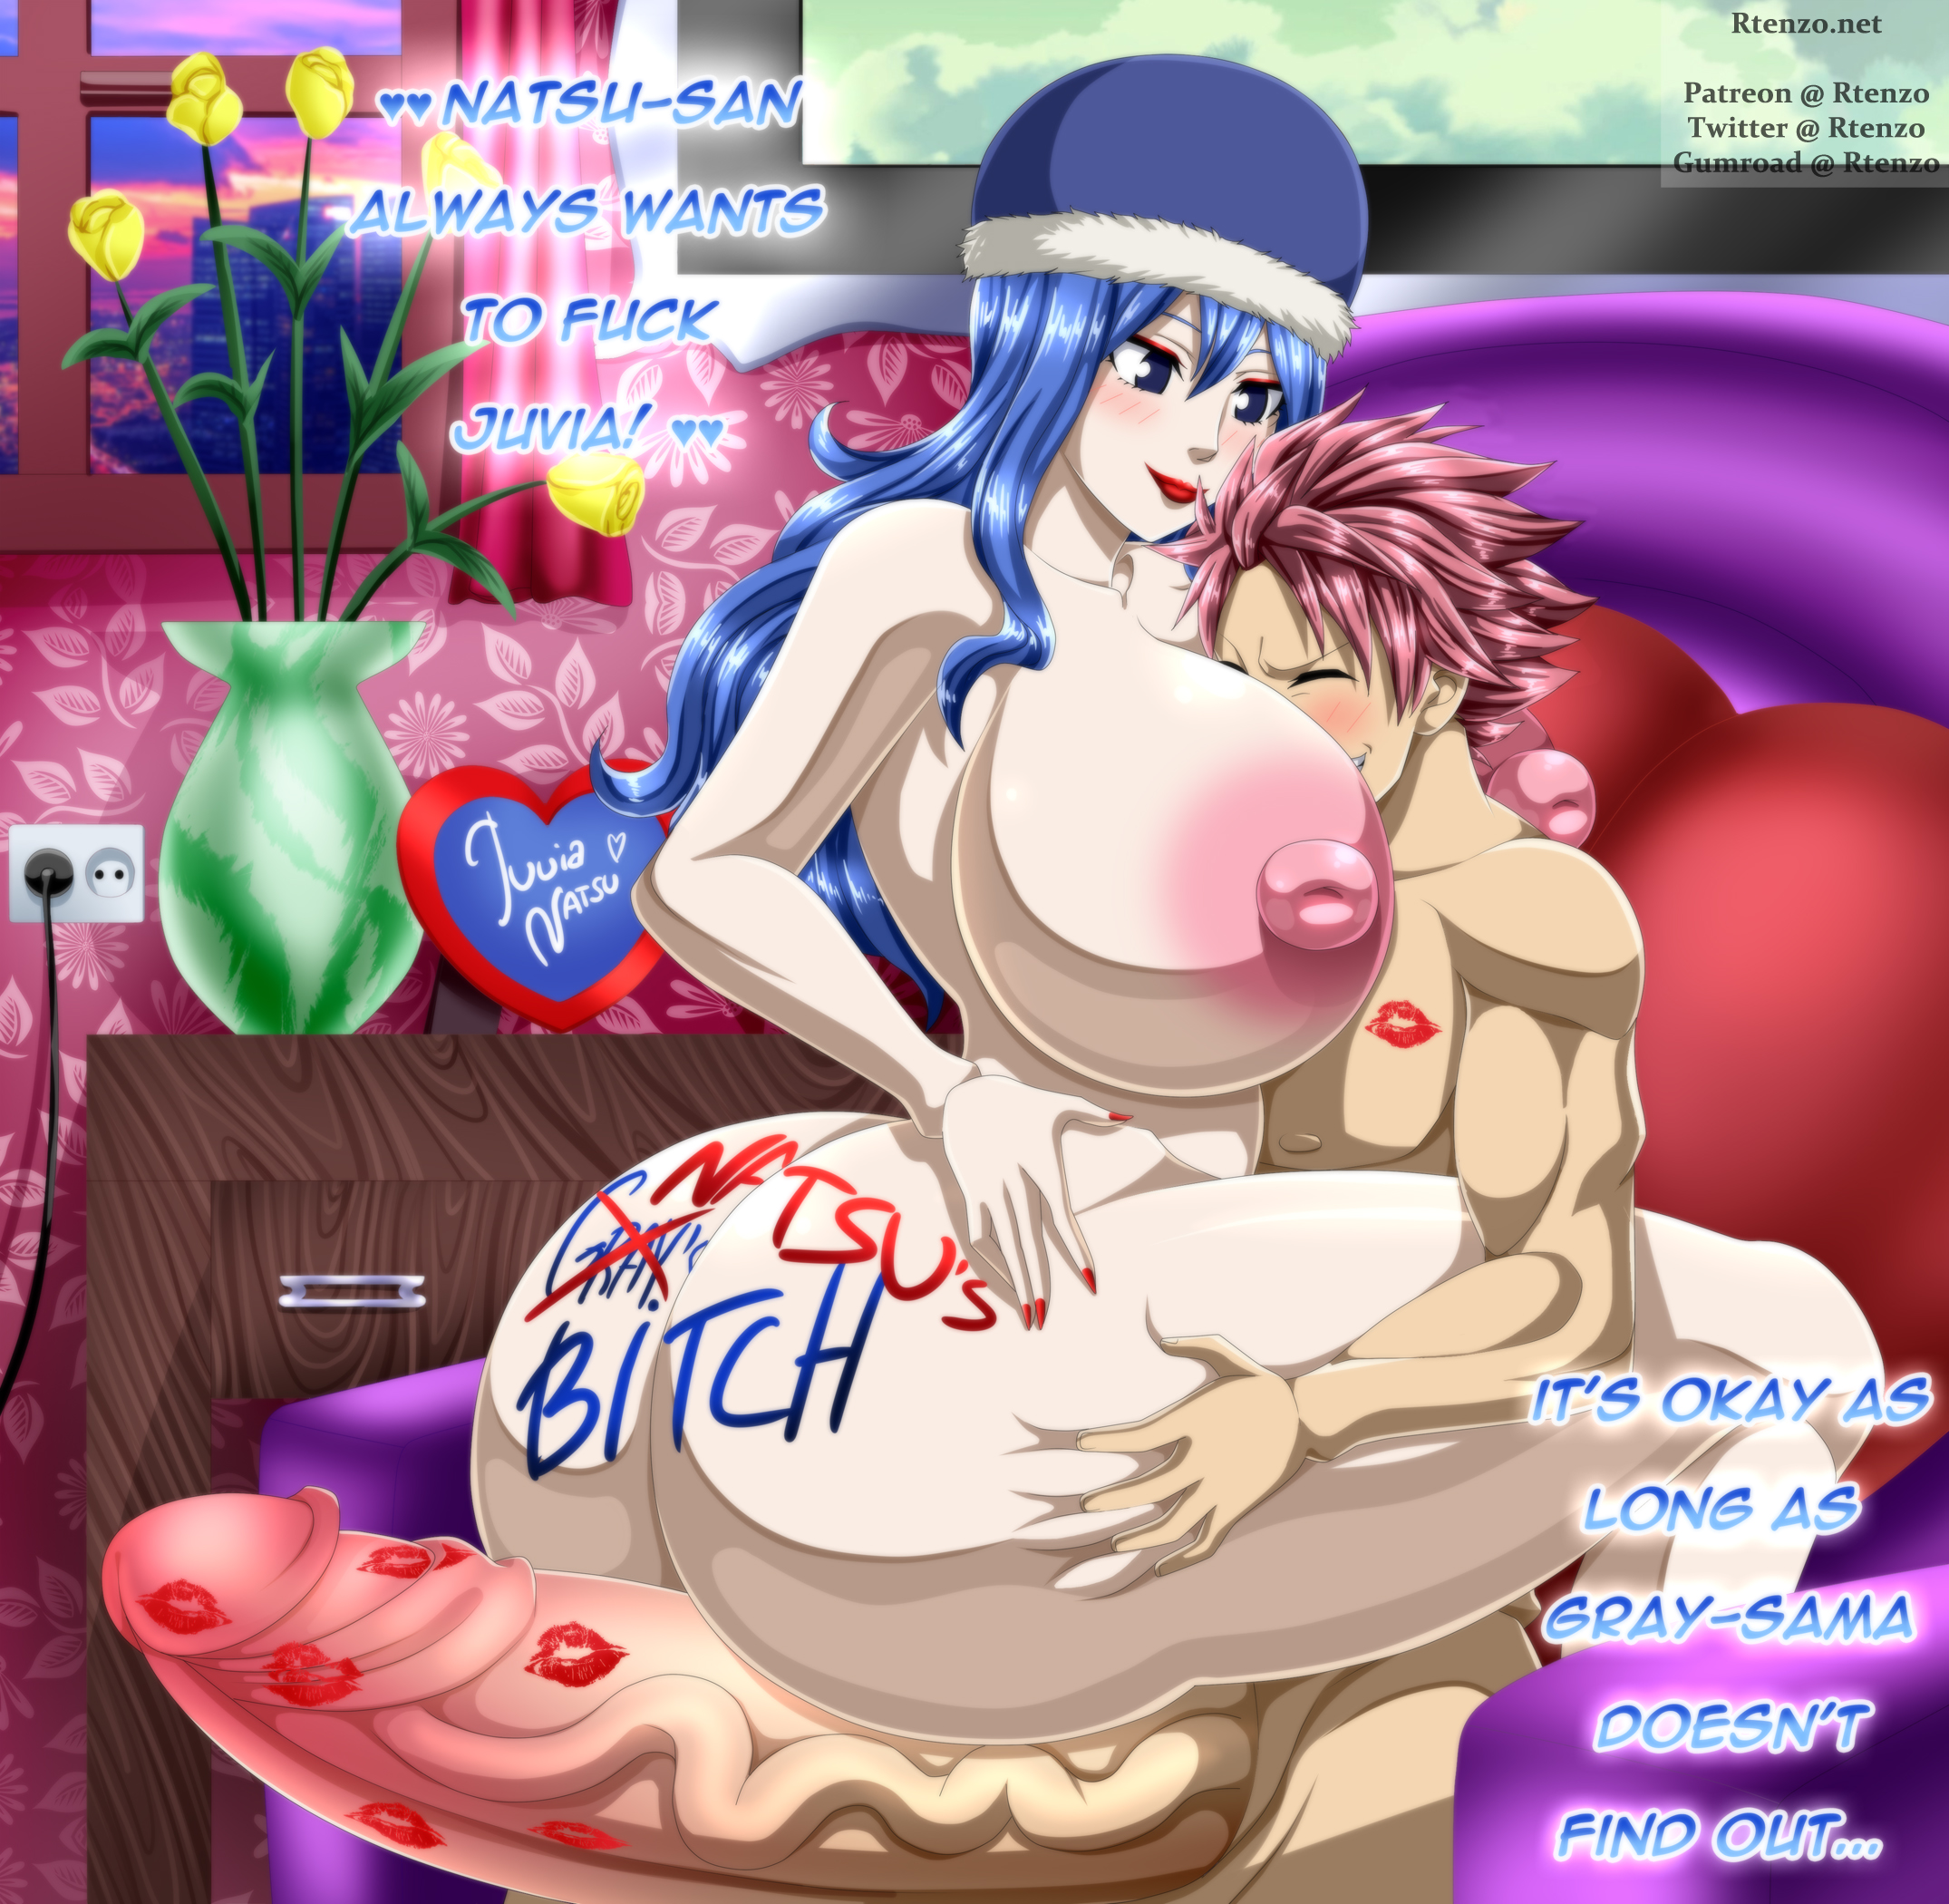 Rtenzo.net
Patreon @ Rtenzo
Twitter @ Rtenzo
Gumroad @ Rtenzo
♥♥ NATSU-SAN
ALWAYS WANTS
TO FUCK
JUVIA! ♥♥
Juvia ♡
NATSU
GRAY'S
NATSU's
BITCH
IT'S OKAY AS
LONG AS
GRAY-SAMA
DOESN'T
FIND OUT...